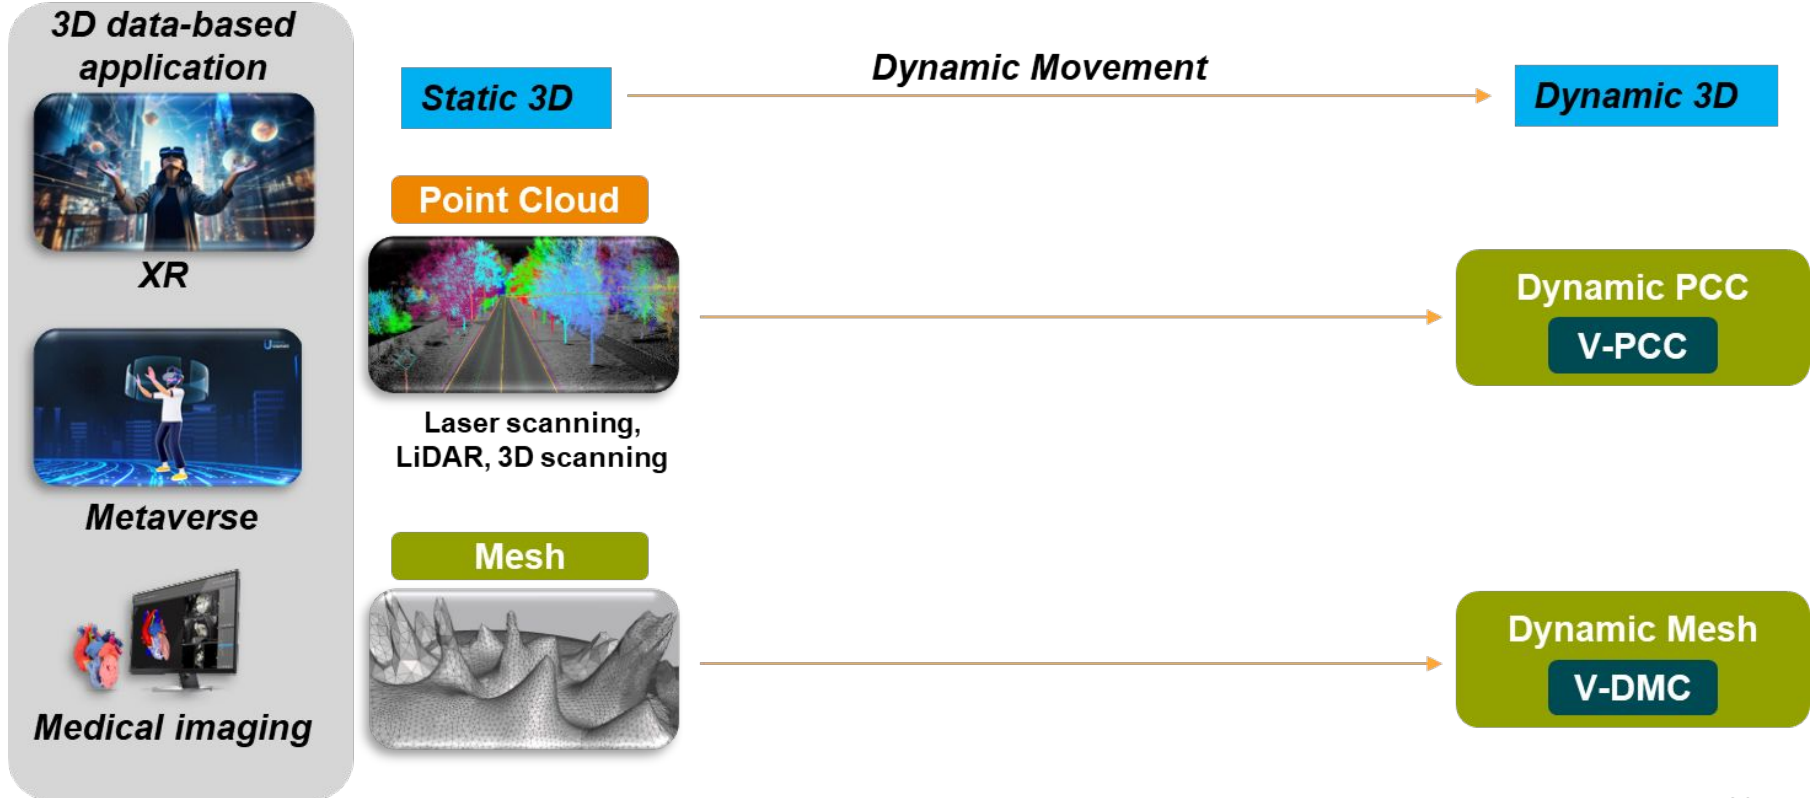 3D data-based
application
XR
Metaverse
Medical imaging
Static 3D
Dynamic Movement
Dynamic 3D
Point Cloud
Laser scanning,
LiDAR, 3D scanning
Dynamic PCC
V-PCC
Mesh
Dynamic Mesh
V-DMC